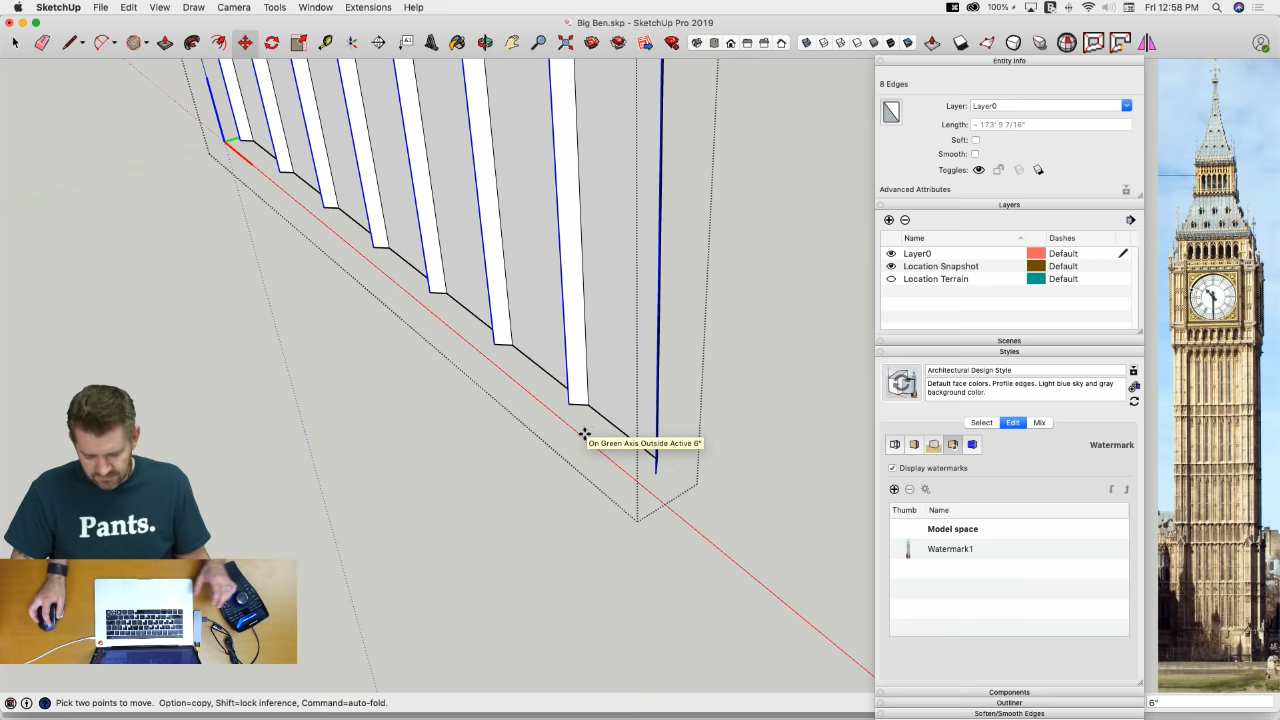 SketchUp File Edit View Draw Camera Tools Window Extensions Help
100% Fri 12:58 PM
Big Ben.skp - SketchUp Pro 2019
Entity Info
8 Edges
Layer: Layer0
Length: ~ 173' 9 7/16"
Soft:
Smooth:
Toggles:
Advanced Attributes
Layers
Name Dashes
Layer0 Default
Location Snapshot Default
Location Terrain Default
Scenes
Styles
Architectural Design Style
Default face colors. Profile edges. Light blue sky and gray
background color.
Select Edit Mix
Watermark
Display watermarks
Thumb Name
Model space
Watermark1
On Green Axis Outside Active 6"
Pants.
Components
Outliner
Pick two points to move. Option=copy, Shift=lock inference, Command=auto-fold.
6"
Soften/Smooth Edges